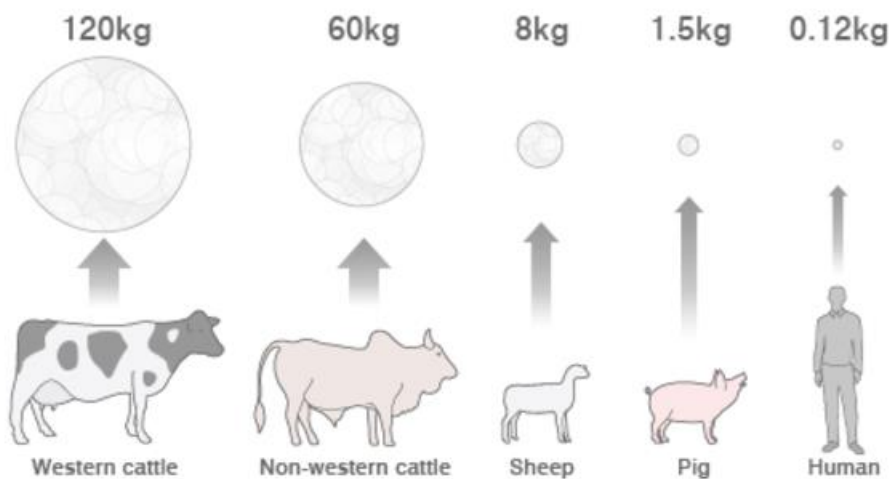 120kg 60kg 8kg 1.5kg 0.12kg
Western cattle Non-western cattle Sheep Pig Human